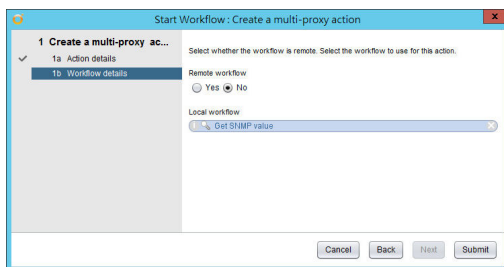 Start Workflow : Create a multi-proxy action
x
1 Create a multi-proxy ac...
1a Action details
1b Workflow details
Select whether the workflow is remote. Select the workflow to use for this action.
Remote workflow
Yes No
Local workflow
Get SNMP value
Cancel Back Next Submit